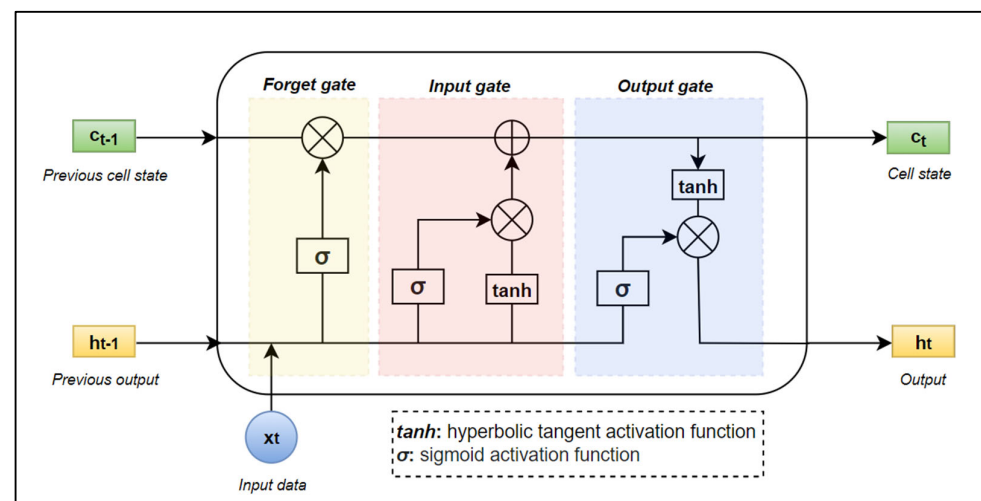 Forget gate
Input gate
Output gate
ct-1
ct
Previous cell state
Cell state
tanh
σ
σ
tanh
σ
ht-1
ht
Previous output
Output
xt
Input data
tanh: hyperbolic tangent activation function
σ: sigmoid activation function